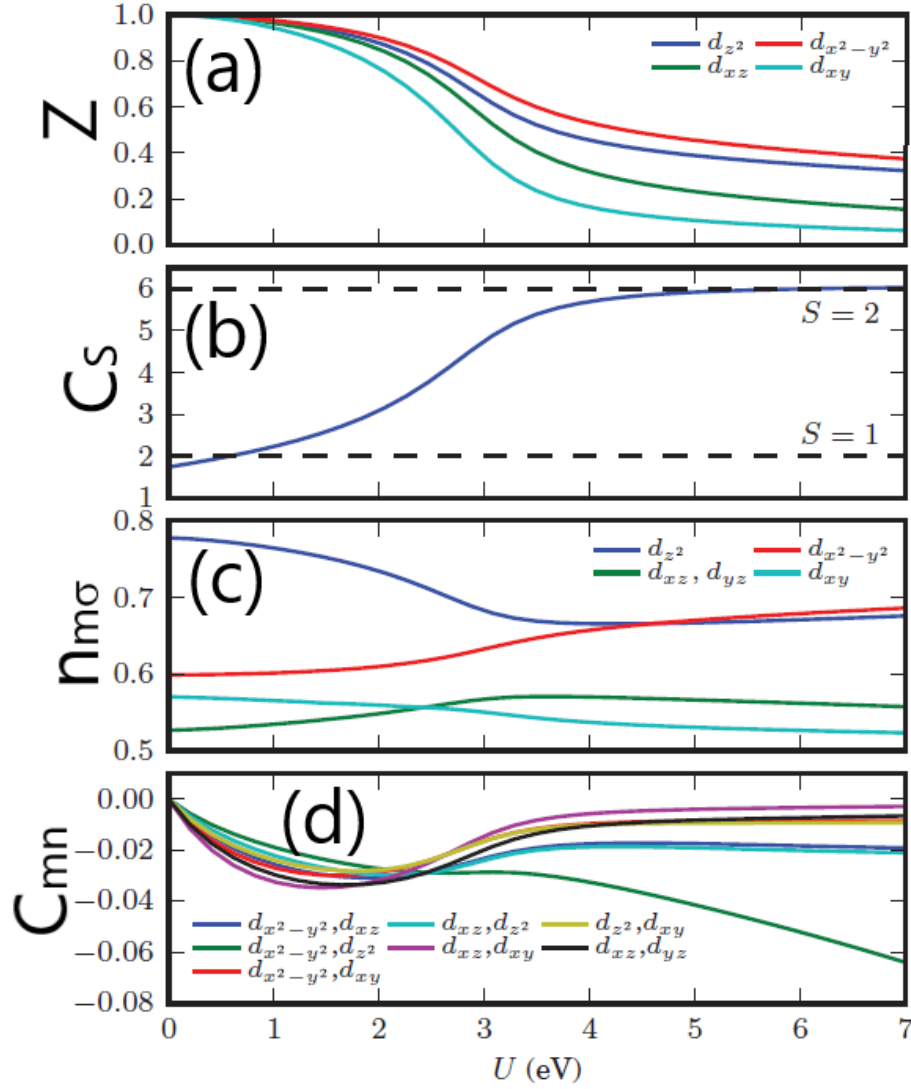 1.0
0.8
0.6
0.4
0.2
0.0
Z
(a)
d_{z^2} d_{x^2-y^2}
d_{xz} d_{xy}
6
5
4
3
2
1
C_S
(b)
S = 2
S = 1
0.8
0.7
0.6
0.5
n_{mσ}
(c)
d_{z^2} d_{x^2-y^2}
d_{xz}, d_{yz} d_{xy}
0.00
−0.02
−0.04
−0.06
−0.08
C_{mn}
(d)
d_{x^2-y^2},d_{xz} d_{xz},d_{z^2} d_{z^2},d_{xy}
d_{x^2-y^2},d_{z^2} d_{xz},d_{xy} d_{xz},d_{yz}
d_{x^2-y^2},d_{xy}
0 1 2 3 4 5 6 7
U (eV)